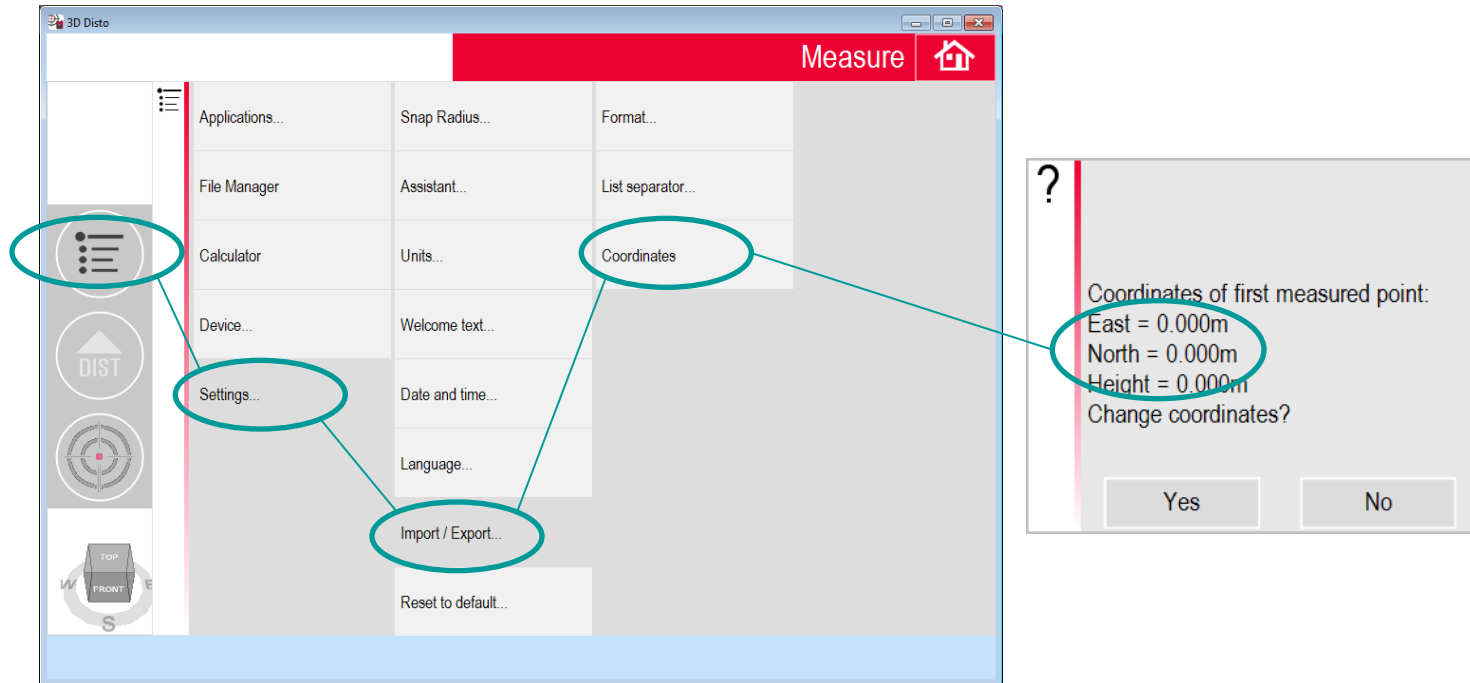 3D Disto
Measure
Applications...
Snap Radius...
Format...
File Manager
Assistant...
List separator...
Calculator
Units...
Coordinates
Device...
Welcome text...
DIST
Settings...
Date and time...
Language...
Import / Export...
Reset to default...
TOP
FRONT
W
E
S
?
Coordinates of first measured point:
East = 0.000m
North = 0.000m
Height = 0.000m
Change coordinates?
Yes
No